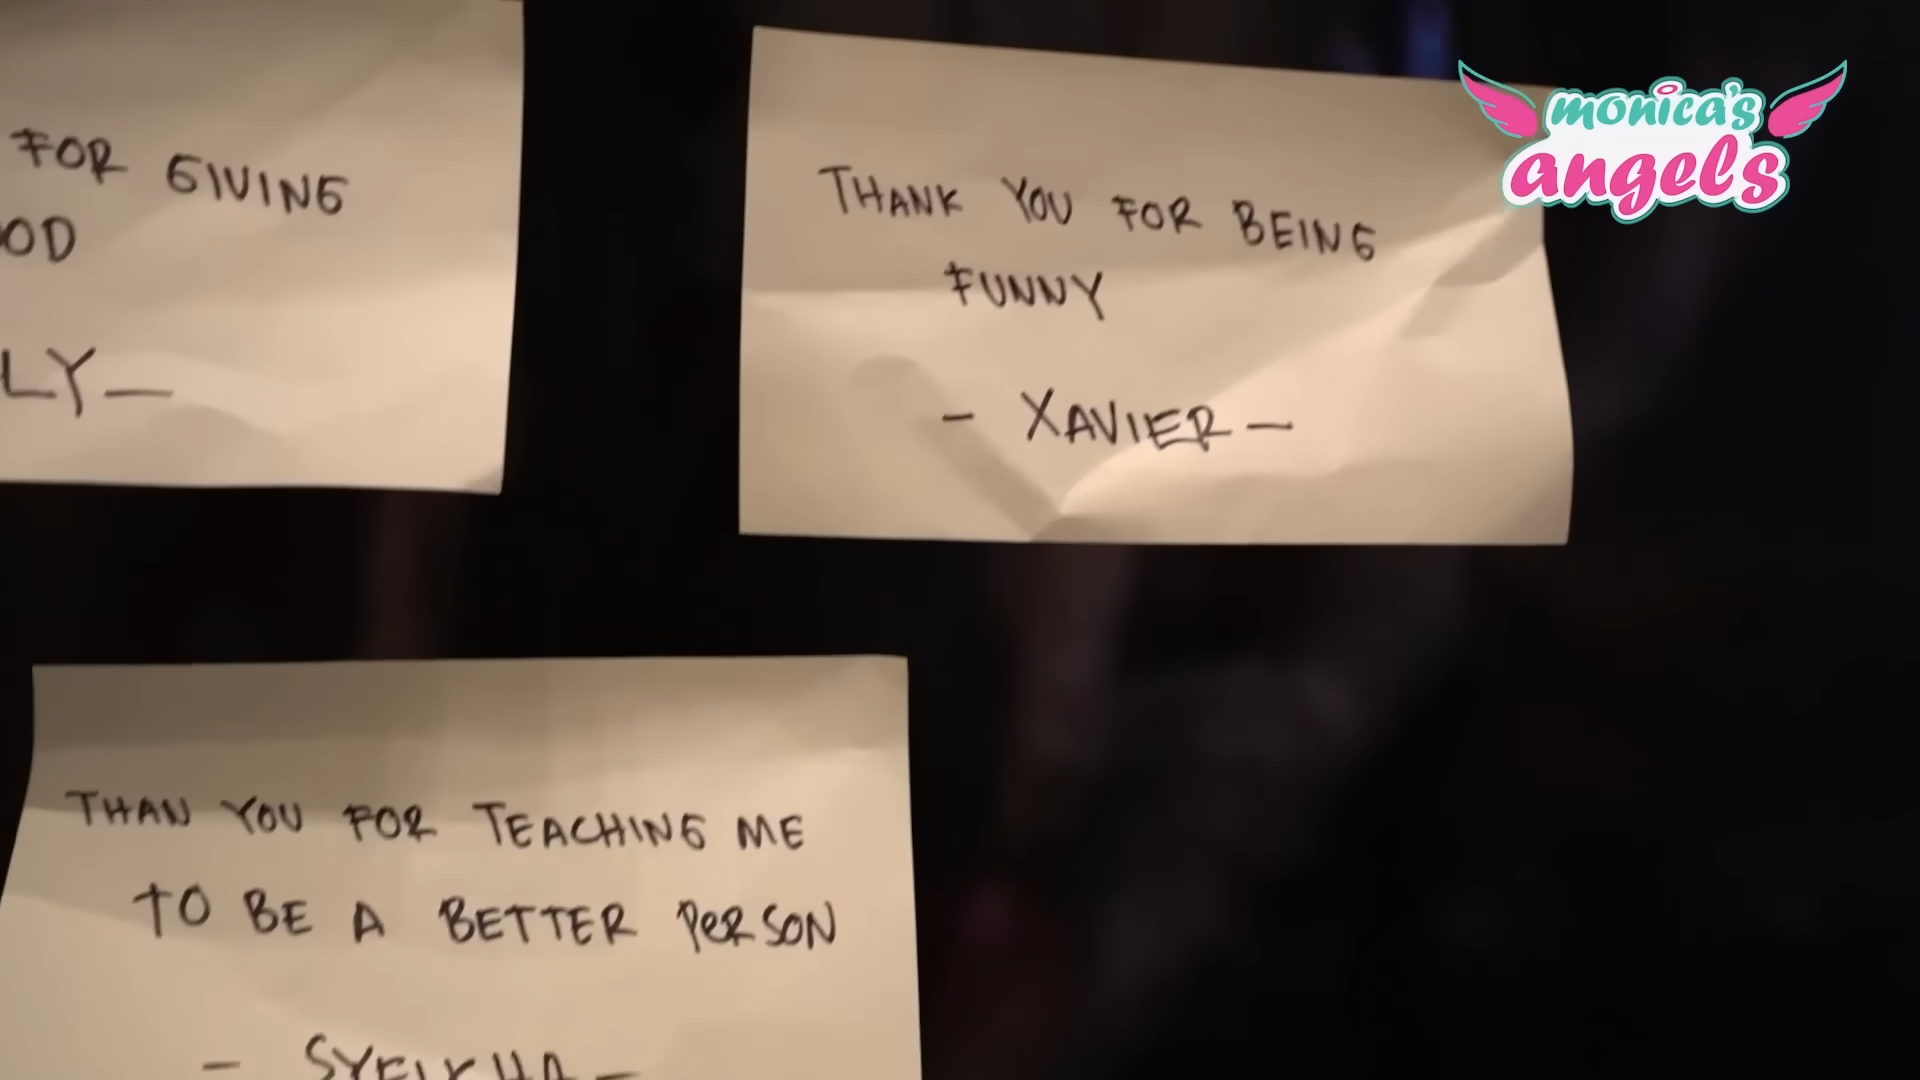 FOR GIVING
LY—
THANK YOU FOR BEING
FUNNY
- XAVIER -
THAN YOU FOR TEACHING ME
TO BE A BETTER PERSON
monica's
angels